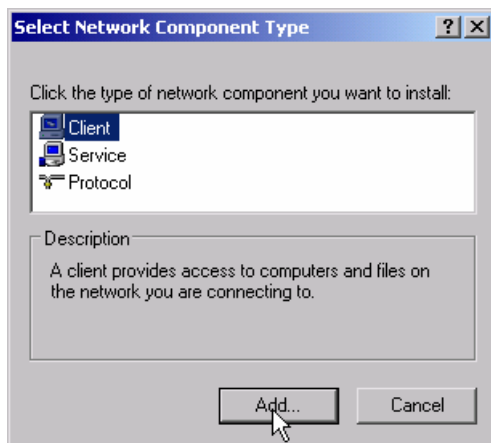 Select Network Component Type
Click the type of network component you want to install:
Client
Service
Protocol
Description
A client provides access to computers and files on
the network you are connecting to.
Add...
Cancel